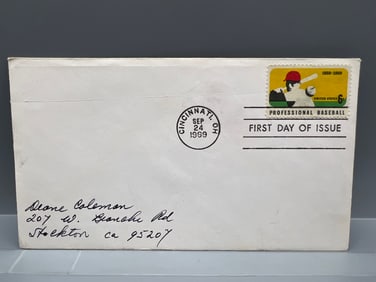 1869-1969
UNITED STATES 6c
PROFESSIONAL BASEBALL
CINCINNATI, OH
SEP
24
1969
FIRST DAY OF ISSUE
Deane Coleman
207 W. Bianchi Rd
Stockton ca 95207